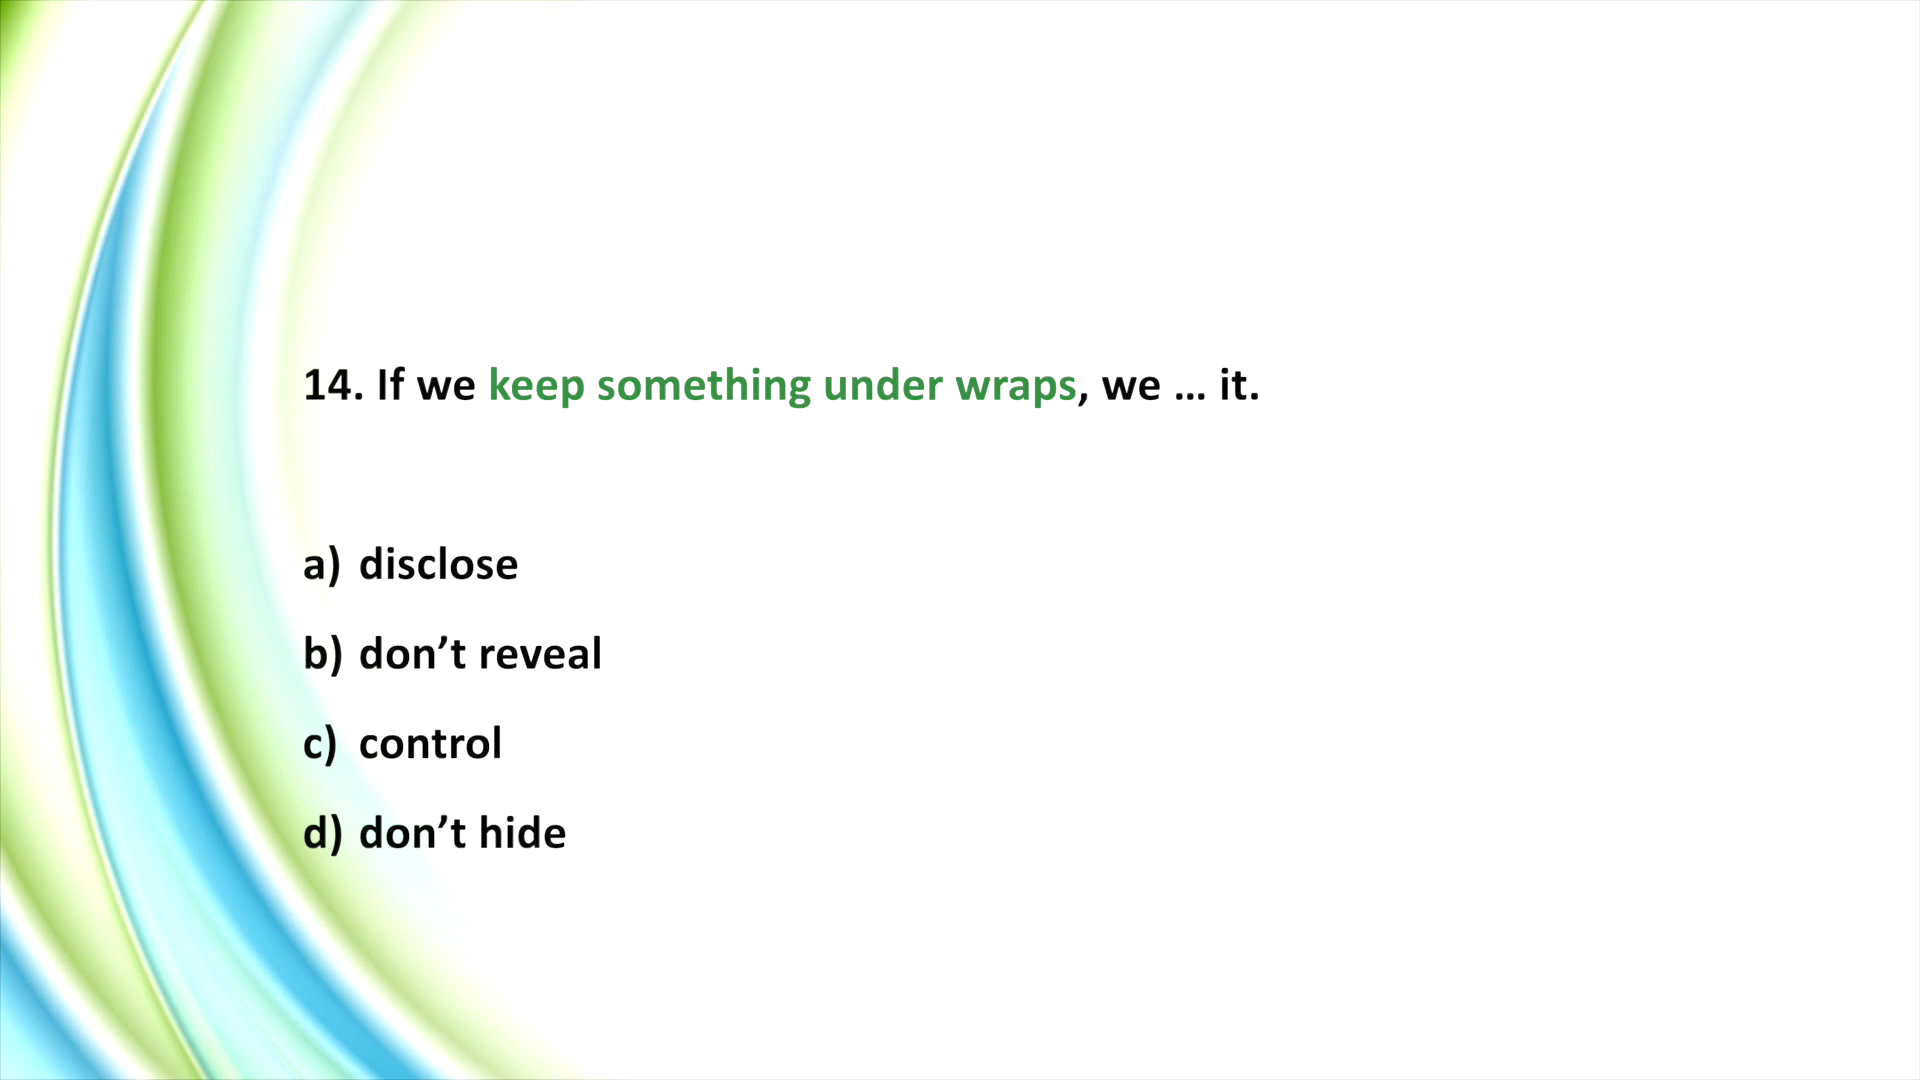 14. If we keep something under wraps, we … it.
a) disclose
b) don’t reveal
c) control
d) don’t hide